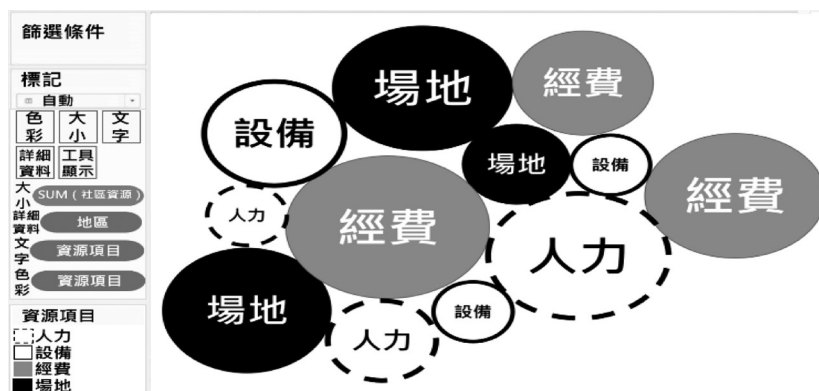 篩選條件
標記
自動
色彩
大小
文字
詳細資料
工具顯示
大小 SUM（社區資源）
詳細資料 地區
文字 資源項目
色彩 資源項目
資源項目
人力
設備
經費
場地
場地
經費
設備
場地
設備
經費
人力
經費
人力
場地
人力
設備